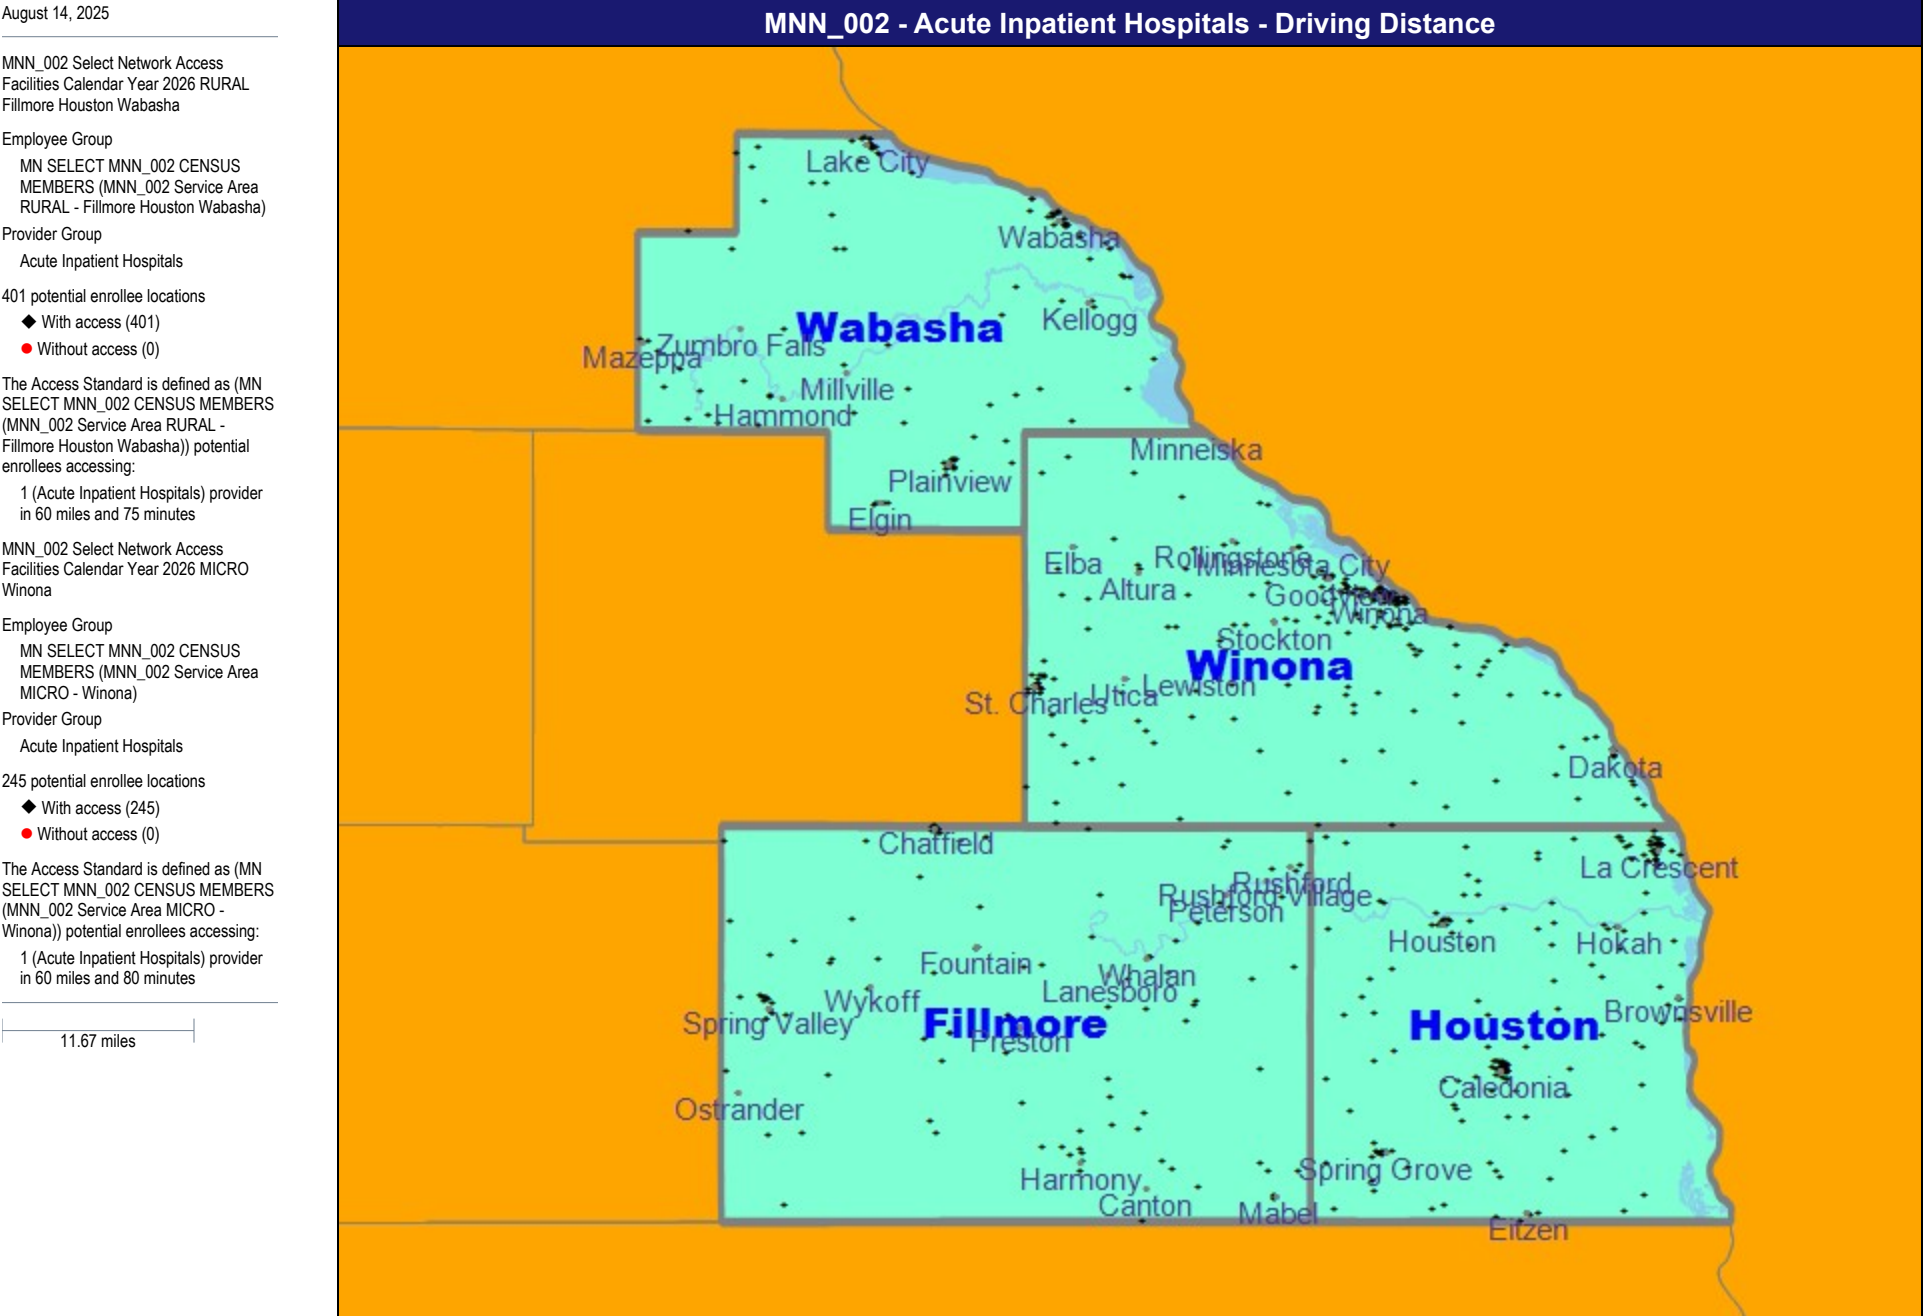 August 14, 2025
MNN_002 Select Network Access
Facilities Calendar Year 2026 RURAL
Fillmore Houston Wabasha
Employee Group
MN SELECT MNN_002 CENSUS
MEMBERS (MNN_002 Service Area
RURAL - Fillmore Houston Wabasha)
Provider Group
Acute Inpatient Hospitals
401 potential enrollee locations
With access (401)
Without access (0)
The Access Standard is defined as (MN
SELECT MNN_002 CENSUS MEMBERS
(MNN_002 Service Area RURAL -
Fillmore Houston Wabasha)) potential
enrollees accessing:
1 (Acute Inpatient Hospitals) provider
in 60 miles and 75 minutes
MNN_002 Select Network Access
Facilities Calendar Year 2026 MICRO
Winona
Employee Group
MN SELECT MNN_002 CENSUS
MEMBERS (MNN_002 Service Area
MICRO - Winona)
Provider Group
Acute Inpatient Hospitals
245 potential enrollee locations
With access (245)
Without access (0)
The Access Standard is defined as (MN
SELECT MNN_002 CENSUS MEMBERS
(MNN_002 Service Area MICRO -
Winona)) potential enrollees accessing:
1 (Acute Inpatient Hospitals) provider
in 60 miles and 80 minutes
11.67 miles
MNN_002 - Acute Inpatient Hospitals - Driving Distance
Lake City
Wabasha
Kellogg
Wabasha
Zumbro Falls
Mazeppa
Millville
Hammond
Minneiska
Plainview
Elgin
Rollingstone
Elba
Minnesota City
Altura
Goodview
Winona
Stockton
Winona
Lewiston
Utica
St. Charles
Dakota
Chatfield
La Crescent
Rushford
Rushford Village
Peterson
Houston
Hokah
Fountain
Whalan
Lanesboro
Wykoff
Brownsville
Spring Valley
Fillmore
Houston
Preston
Caledonia
Ostrander
Spring Grove
Harmony
Canton
Mabel
Eitzen